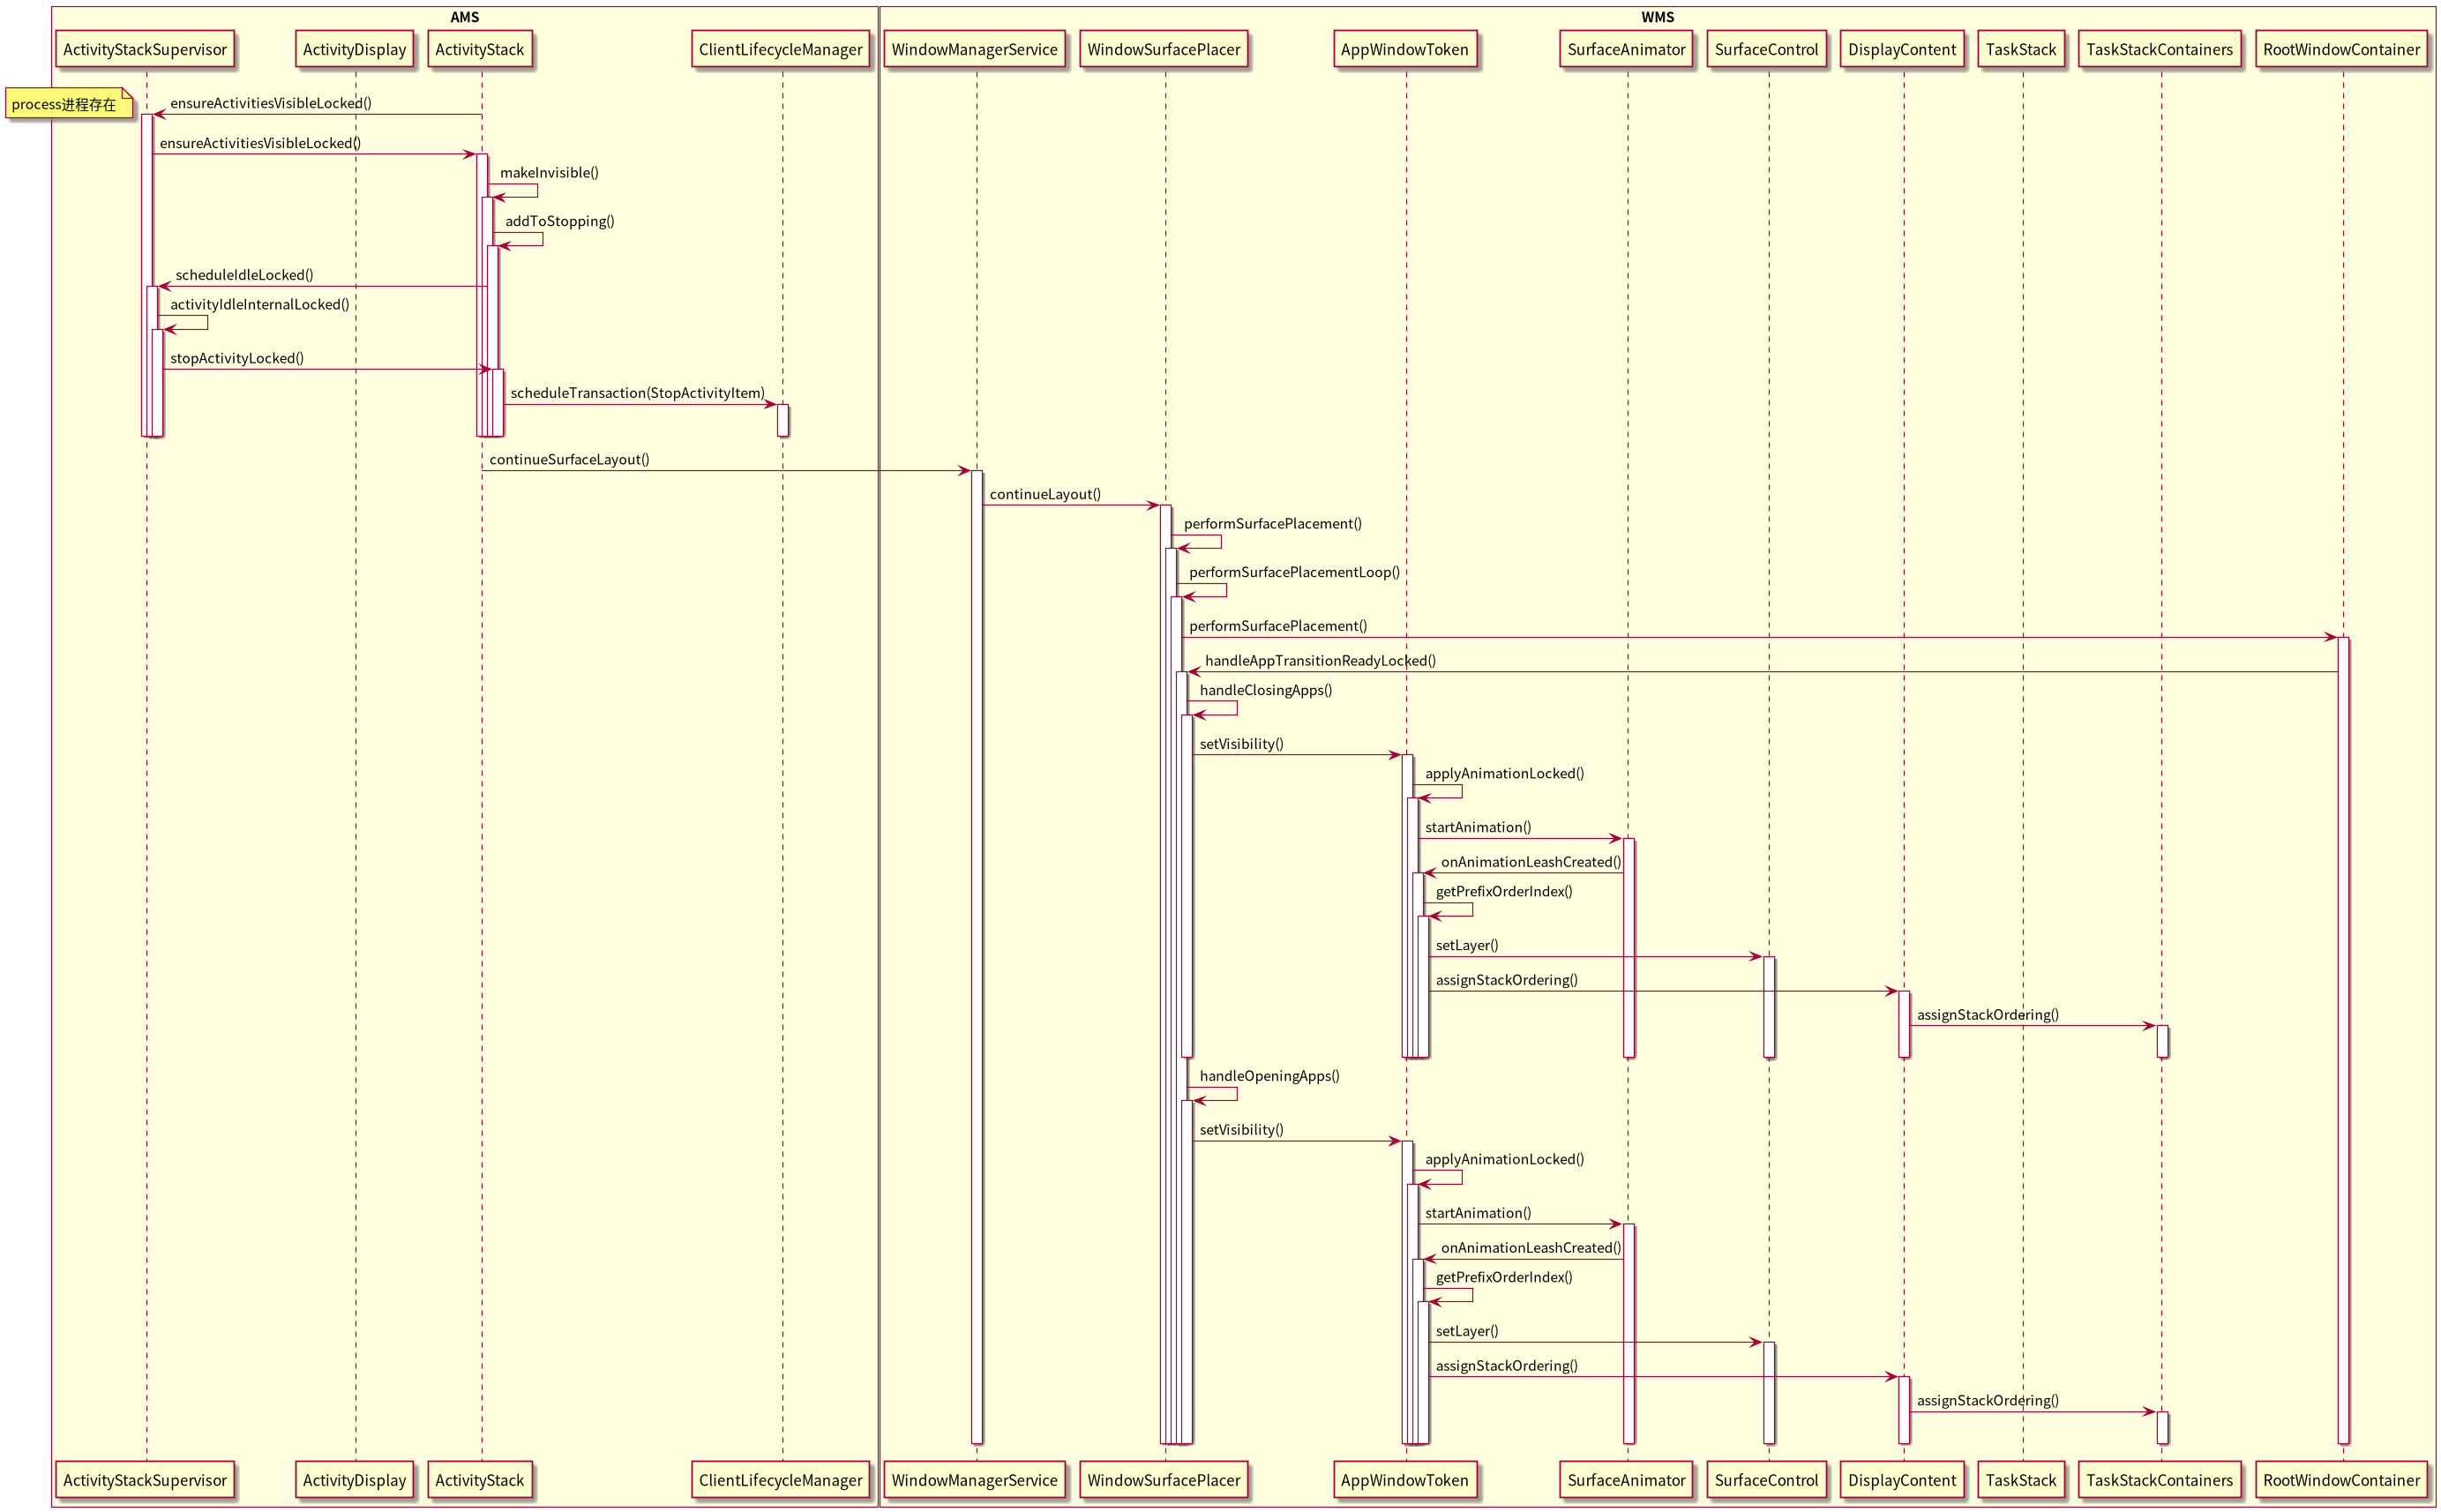 AMS
WMS
ActivityStackSupervisor
ActivityDisplay
ActivityStack
ClientLifecycleManager
WindowManagerService
WindowSurfacePlacer
AppWindowToken
SurfaceAnimator
SurfaceControl
DisplayContent
TaskStack
TaskStackContainers
RootWindowContainer
process进程存在
ensureActivitiesVisibleLocked()
ensureActivitiesVisibleLocked()
makeInvisible()
addToStopping()
scheduleIdleLocked()
activityIdleInternalLocked()
stopActivityLocked()
scheduleTransaction(StopActivityItem)
continueSurfaceLayout()
continueLayout()
performSurfacePlacement()
performSurfacePlacementLoop()
performSurfacePlacement()
handleAppTransitionReadyLocked()
handleClosingApps()
setVisibility()
applyAnimationLocked()
startAnimation()
onAnimationLeashCreated()
getPrefixOrderIndex()
setLayer()
assignStackOrdering()
assignStackOrdering()
handleOpeningApps()
setVisibility()
applyAnimationLocked()
startAnimation()
onAnimationLeashCreated()
getPrefixOrderIndex()
setLayer()
assignStackOrdering()
assignStackOrdering()
ActivityStackSupervisor
ActivityDisplay
ActivityStack
ClientLifecycleManager
WindowManagerService
WindowSurfacePlacer
AppWindowToken
SurfaceAnimator
SurfaceControl
DisplayContent
TaskStack
TaskStackContainers
RootWindowContainer